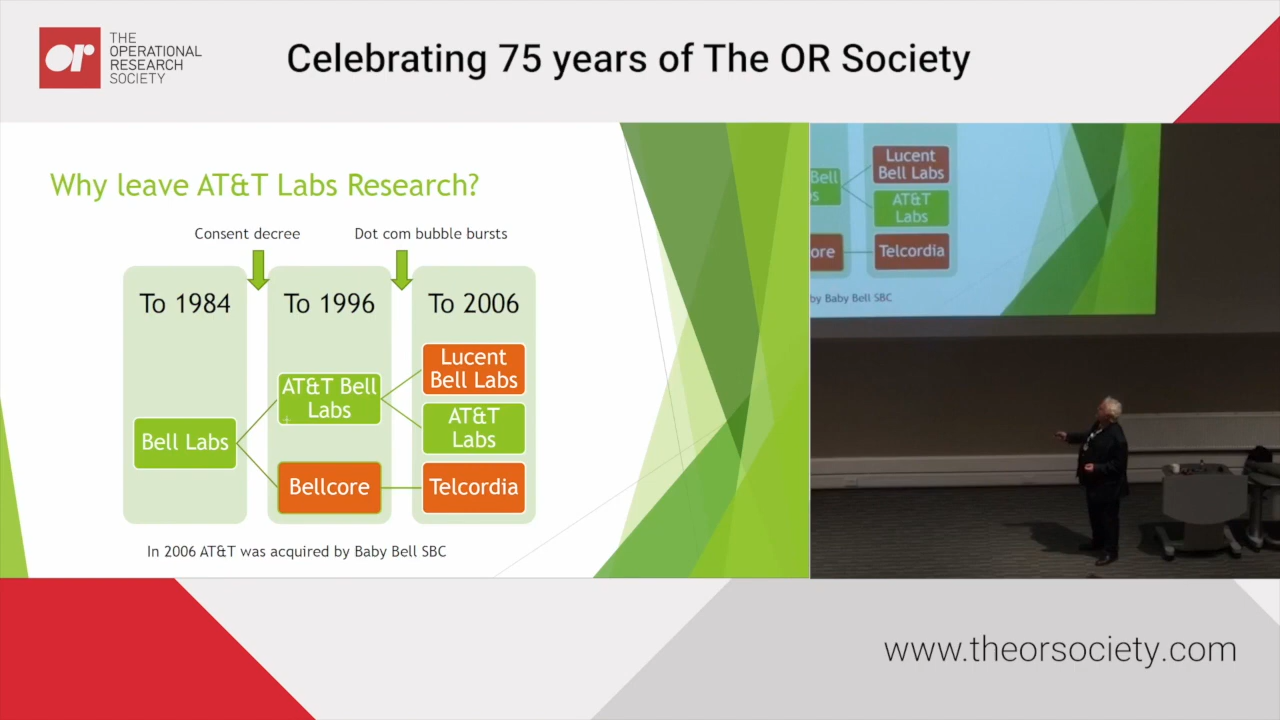 or
THE
OPERATIONAL
RESEARCH
SOCIETY
Celebrating 75 years of The OR Society
Why leave AT&T Labs Research?
Consent decree
Dot com bubble bursts
To 1984
To 1996
To 2006
Bell Labs
AT&T Bell
Labs
Bellcore
Lucent
Bell Labs
AT&T
Labs
Telcordia
In 2006 AT&T was acquired by Baby Bell SBC
Bell
s
ore
Lucent
Bell Labs
AT&T
Labs
Telcordia
by Baby Bell SBC
www.theorsociety.com